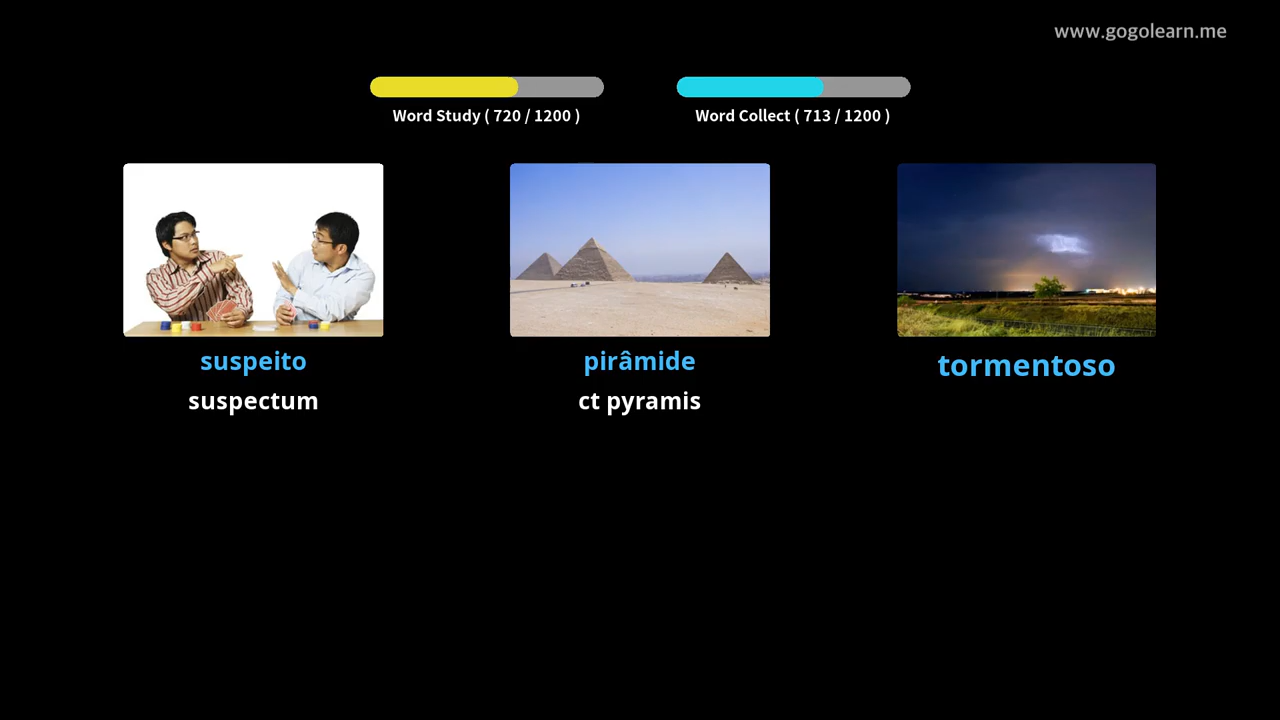 www.gogolearn.me
Word Study ( 720 / 1200 )
Word Collect ( 713 / 1200 )
suspeito
pirâmide
tormentoso
suspectum
ct pyramis